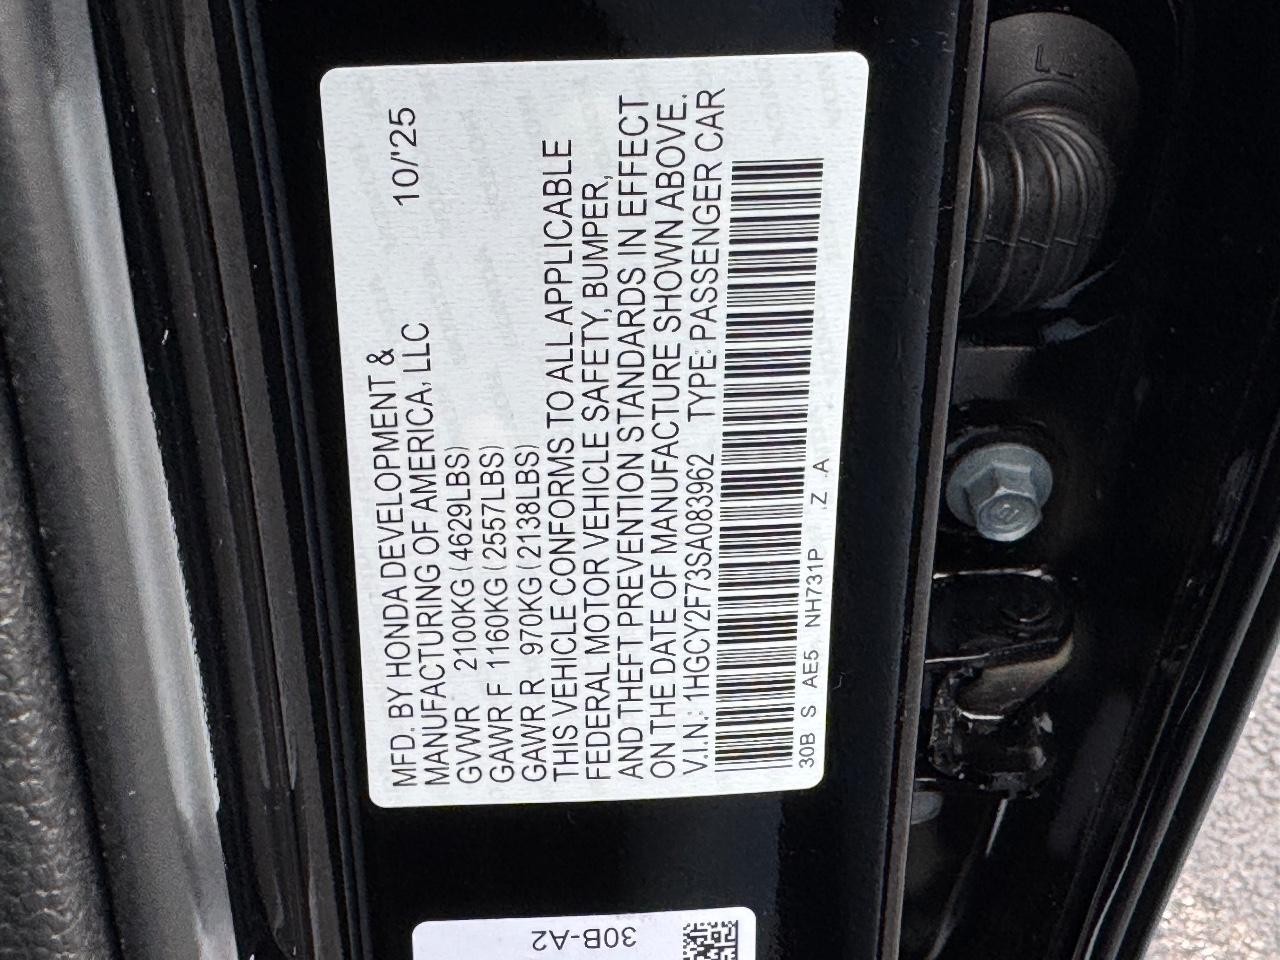 MFD. BY HONDA DEVELOPMENT &
MANUFACTURING OF AMERICA, LLC 10/'25
GVWR 2100KG (4629LBS)
GAWR F 1160KG (2557LBS)
GAWR R 970KG (2138LBS)
THIS VEHICLE CONFORMS TO ALL APPLICABLE
FEDERAL MOTOR VEHICLE SAFETY, BUMPER,
AND THEFT PREVENTION STANDARDS IN EFFECT
ON THE DATE OF MANUFACTURE SHOWN ABOVE.
V.I.N.: 1HGCY2F73SA083962 TYPE: PASSENGER CAR
30B S AE5 NH731P Z A
30B-A2